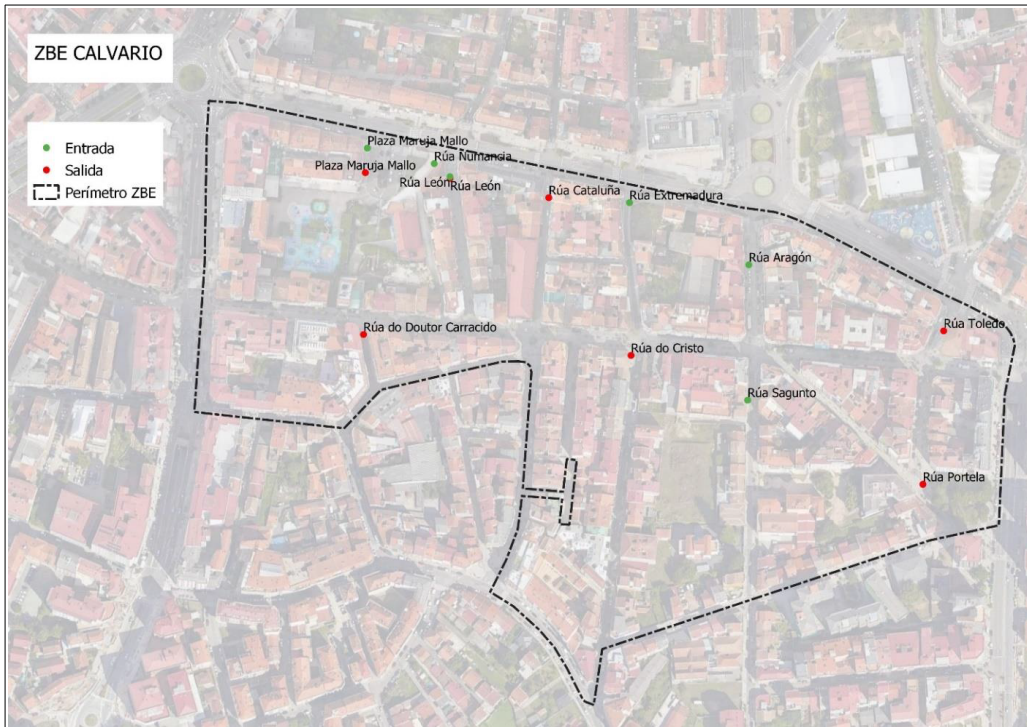 ZBE CALVARIO
Entrada
Salida
Perímetro ZBE
Plaza Maruja Mallo
Rúa Numancia
Plaza Maruja Mallo
Rúa León
Rúa León
Rúa Cataluña
Rúa Extremadura
Rúa Aragón
Rúa do Doutor Carracido
Rúa Toledo
Rúa do Cristo
Rúa Sagunto
Rúa Portela